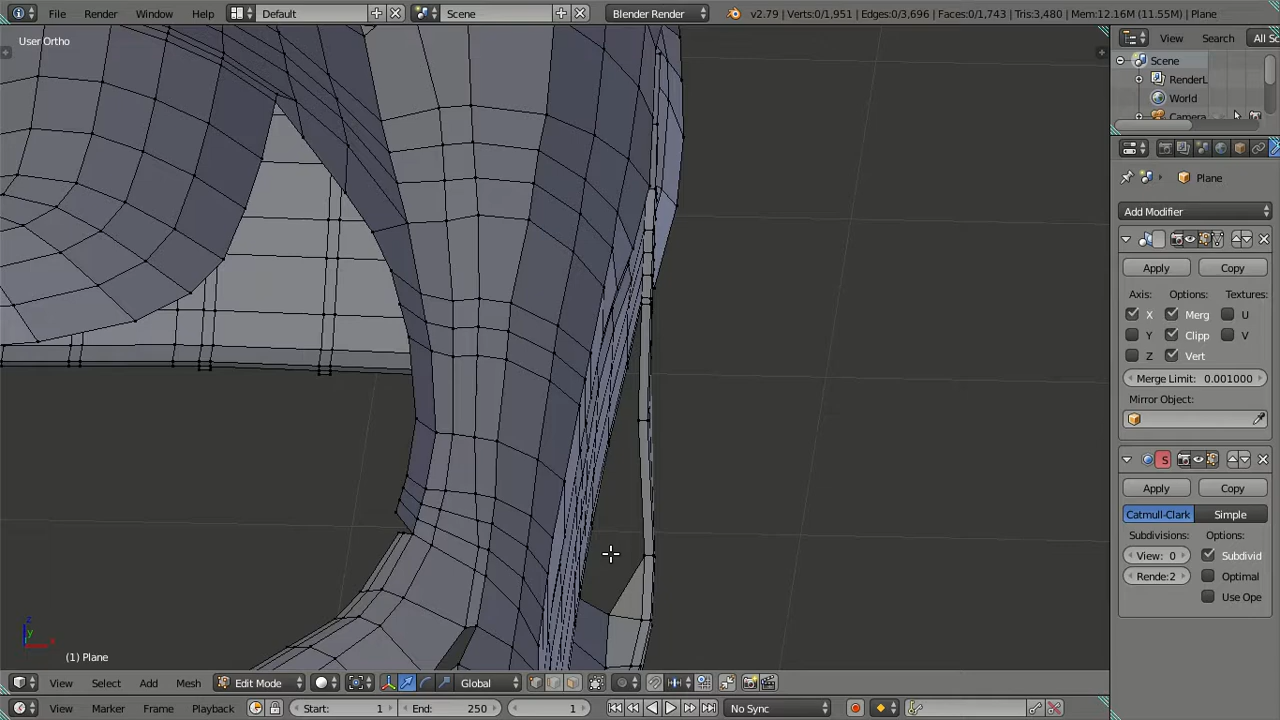 File Render Window Help Default Scene Blender Render v2.79 | Verts:0/1,951 | Edges:0/3,696 | Faces:0/1,743 | Tris:3,480 | Mem:12.16M (11.55M) | Plane
User Ortho
View Search All Sc
Scene
RenderL
World
Camera
Plane
Add Modifier
Apply Copy
Axis: Options: Textures:
X Merg U
Y Clipp V
Z Vert
Merge Limit: 0.001000
Mirror Object:
S
Apply Copy
Catmull-Clark Simple
Subdivisions: Options:
View: 0 Subdivid
Rende:2 Optimal
Use Ope
z
y
x
(1) Plane
View Select Add Mesh Edit Mode Global
View Marker Frame Playback Start: 1 End: 250 1 No Sync